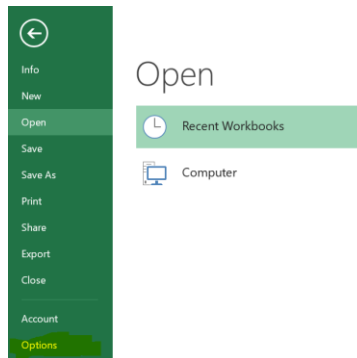 Info
New
Open
Save
Save As
Print
Share
Export
Close
Account
Options
Open
Recent Workbooks
Computer